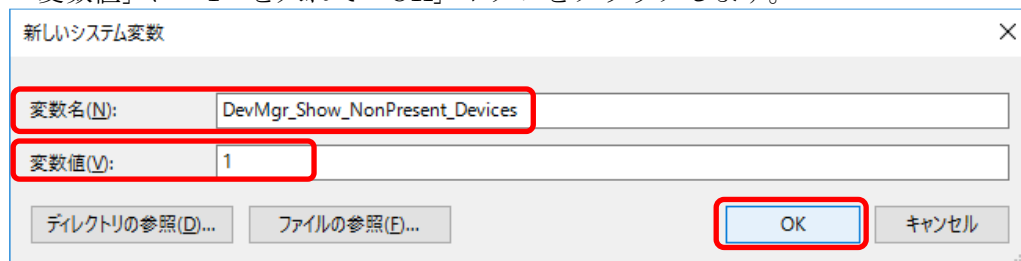 新しいシステム変数
変数名(N): DevMgr_Show_NonPresent_Devices
変数値(V): 1
ディレクトリの参照(D)... ファイルの参照(F)... OK キャンセル